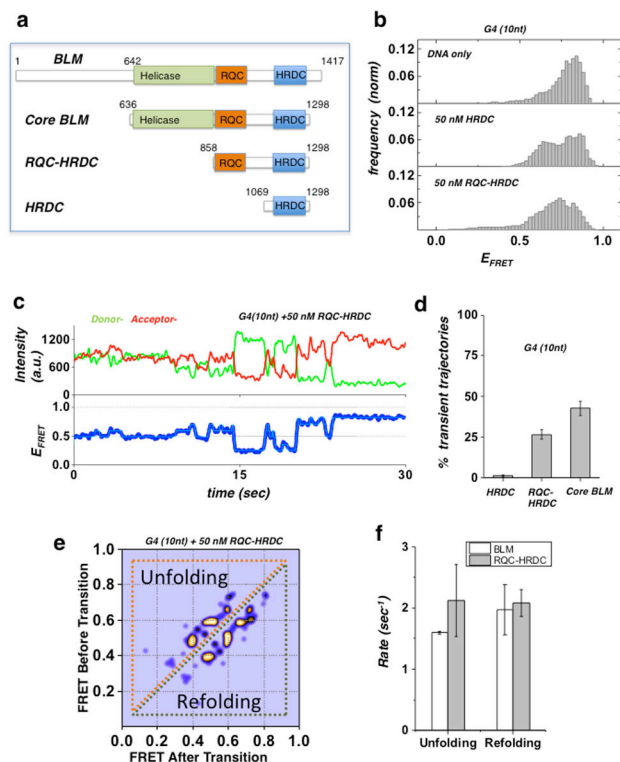 a
1 BLM 642 1417
Helicase RQC HRDC
636 1298
Core BLM Helicase RQC HRDC
858 1298
RQC-HRDC RQC HRDC
1069 1298
HRDC HRDC
b
G4 (10nt)
DNA only
50 nM HRDC
50 nM RQC-HRDC
frequency (norm)
0.12
0.06
0.12
0.06
0.12
0.06
0.0 0.5 1.0
E_FRET
c
Donor- Acceptor- G4(10nt) +50 nM RQC-HRDC
Intensity
(a.u.)
1200
600
0
E_FRET
1.0
0.5
0.0
0 15 30
time (sec)
d
G4 (10nt)
% transient trajectories
100
75
50
25
0
HRDC RQC-HRDC Core BLM
e
G4 (10nt) + 50 nM RQC-HRDC
Unfolding
Refolding
FRET Before Transition
1.0
0.8
0.6
0.4
0.2
0.0 0.2 0.4 0.6 0.8 1.0
FRET After Transition
f
BLM
RQC-HRDC
Rate (sec⁻¹)
3
2
1
0
Unfolding Refolding